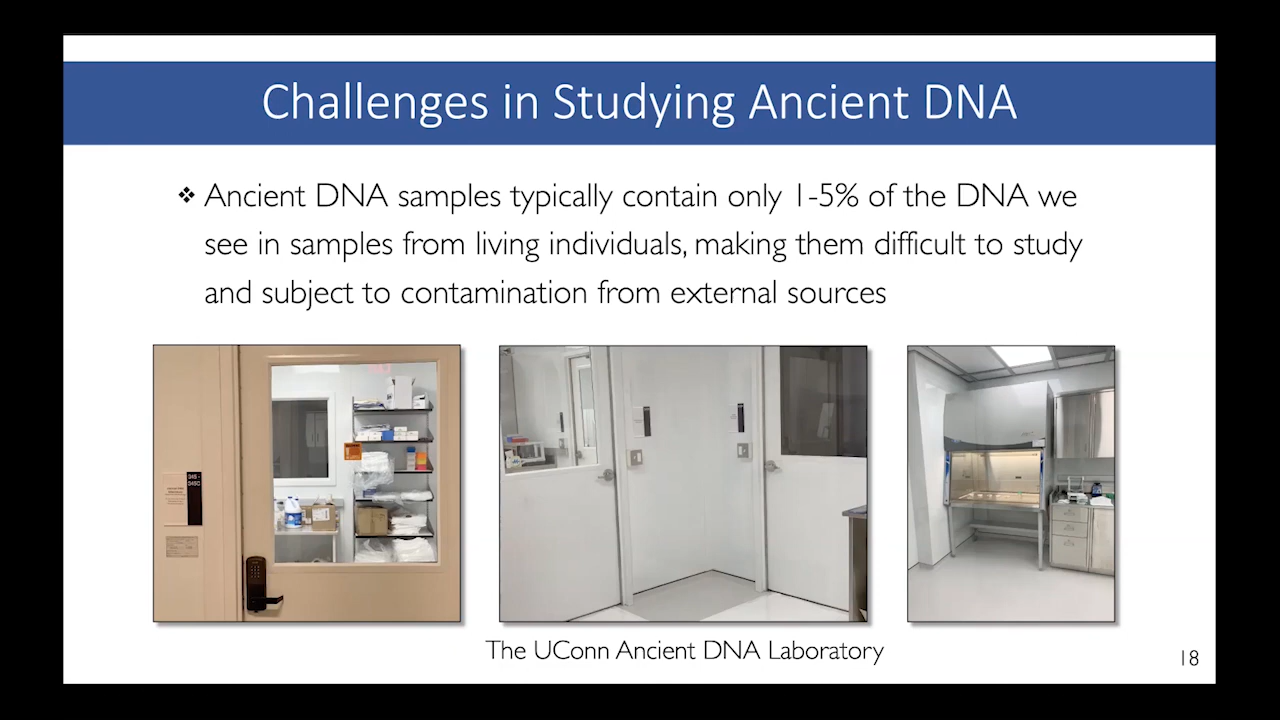 Challenges in Studying Ancient DNA
❖ Ancient DNA samples typically contain only 1-5% of the DNA we
see in samples from living individuals, making them difficult to study
and subject to contamination from external sources
The UConn Ancient DNA Laboratory
18